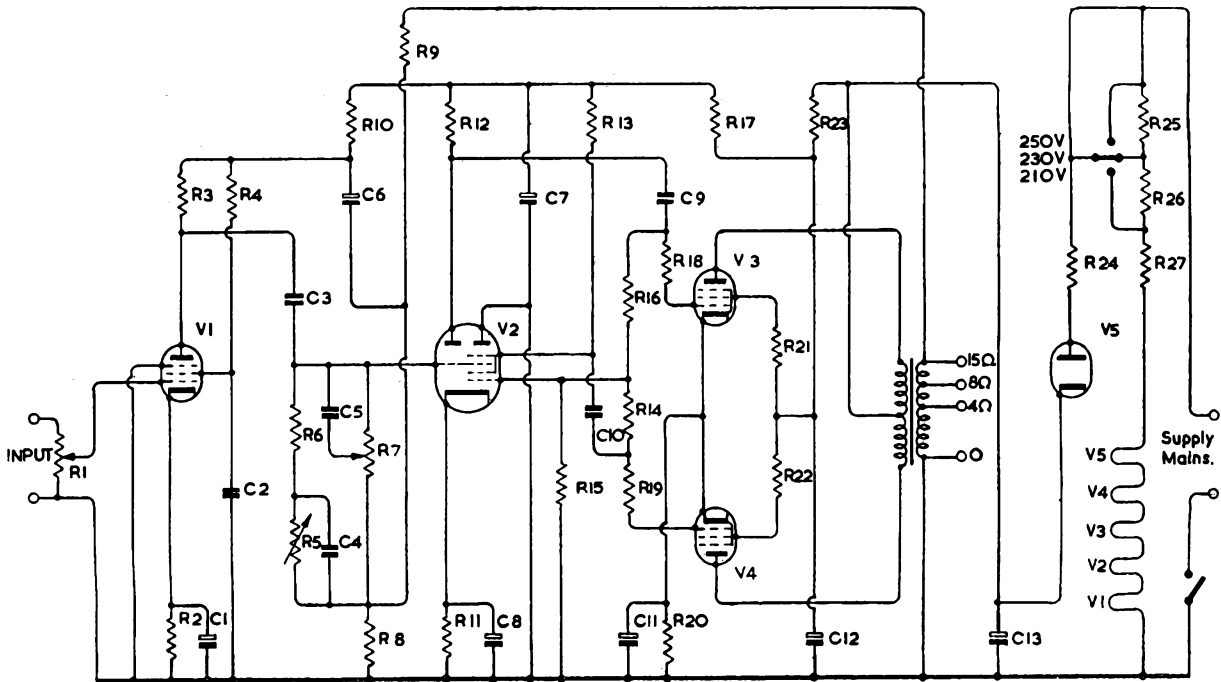 R9
R10
R12
R13
R17
R23
R25
250V
230V
210V
R3
R4
C6
C7
C9
R26
R18
V3
R24
R27
C3
R16
V1
V2
R21
V5
15Ω
8Ω
4Ω
C5
R14
C10
INPUT
R1
R6
R7
O
Supply
Mains.
V5
C2
R15
R19
R22
V4
R5
C4
V3
V4
V2
V1
R2
C1
R8
R11
C8
C11
R20
C12
C13